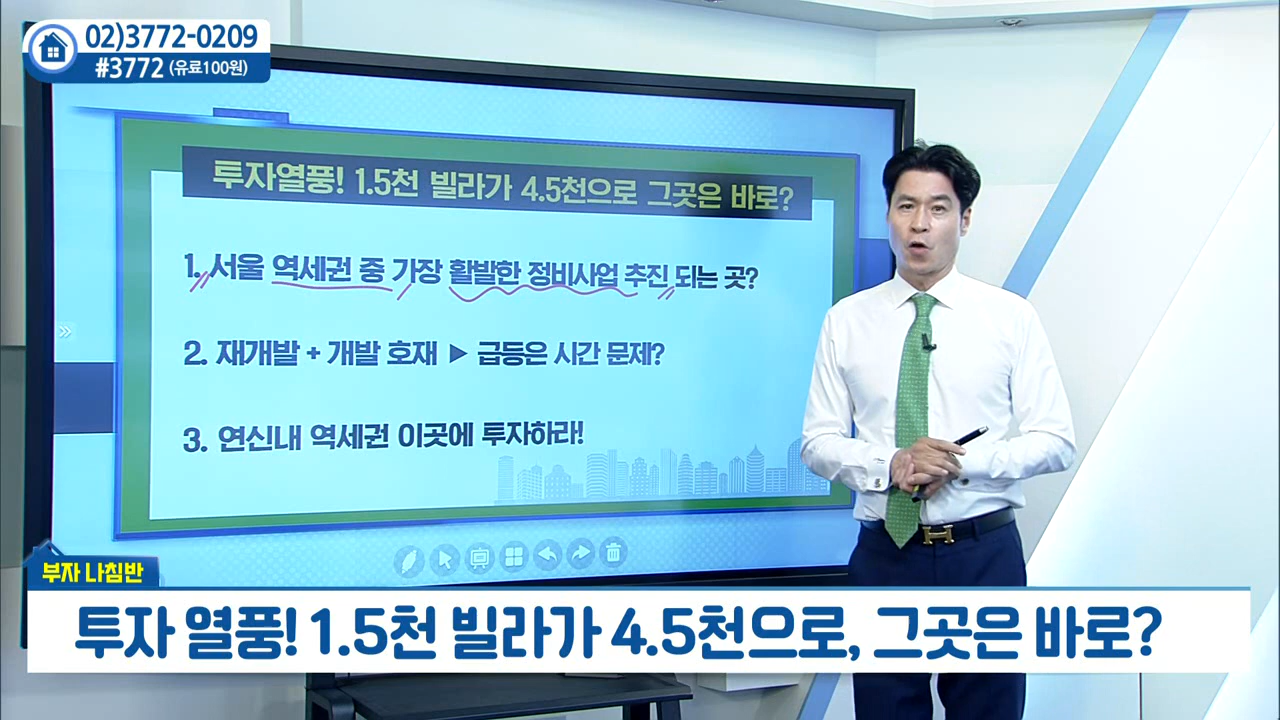 02)3772-0209
#3772 (유료100원)
투자열풍! 1.5천 빌라가 4.5천으로 그곳은 바로?
1. 서울 역세권 중 가장 활발한 정비사업 추진 되는 곳?
2. 재개발 + 개발 호재 ▶ 급등은 시간 문제?
3. 연신내 역세권 이곳에 투자하라!
부자 나침반
투자 열풍! 1.5천 빌라가 4.5천으로, 그곳은 바로?